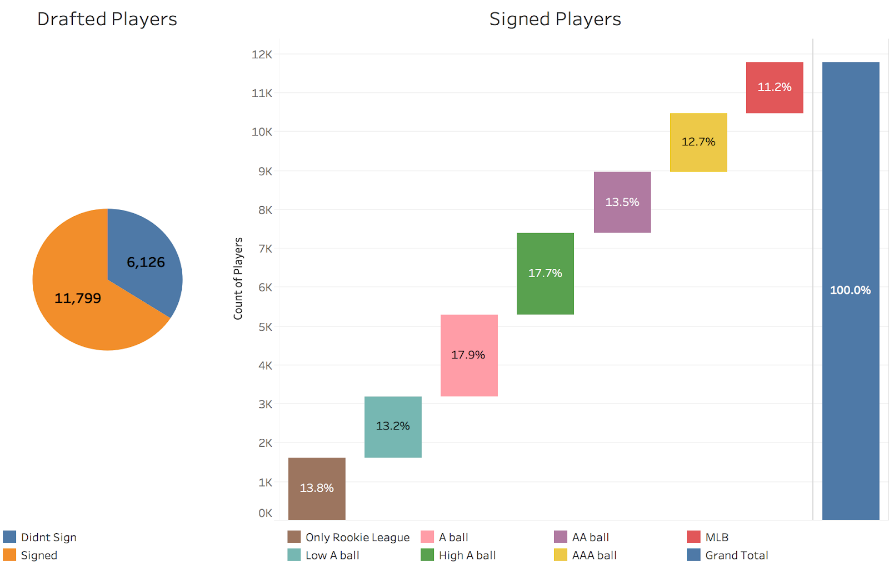 Drafted Players
Signed Players
6,126
11,799
Count of Players
12K
11K
10K
9K
8K
7K
6K
5K
4K
3K
2K
1K
0K
13.8%
13.2%
17.9%
17.7%
13.5%
12.7%
11.2%
100.0%
Didnt Sign
Signed
Only Rookie League
Low A ball
A ball
High A ball
AA ball
AAA ball
MLB
Grand Total